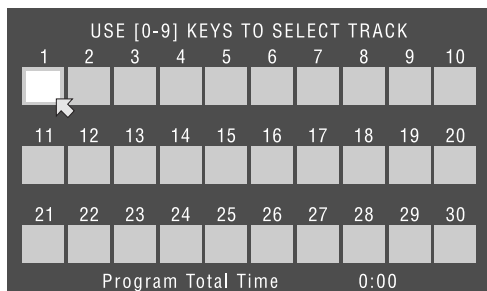 USE [0-9] KEYS TO SELECT TRACK
1 2 3 4 5 6 7 8 9 10
11 12 13 14 15 16 17 18 19 20
21 22 23 24 25 26 27 28 29 30
Program Total Time 0:00